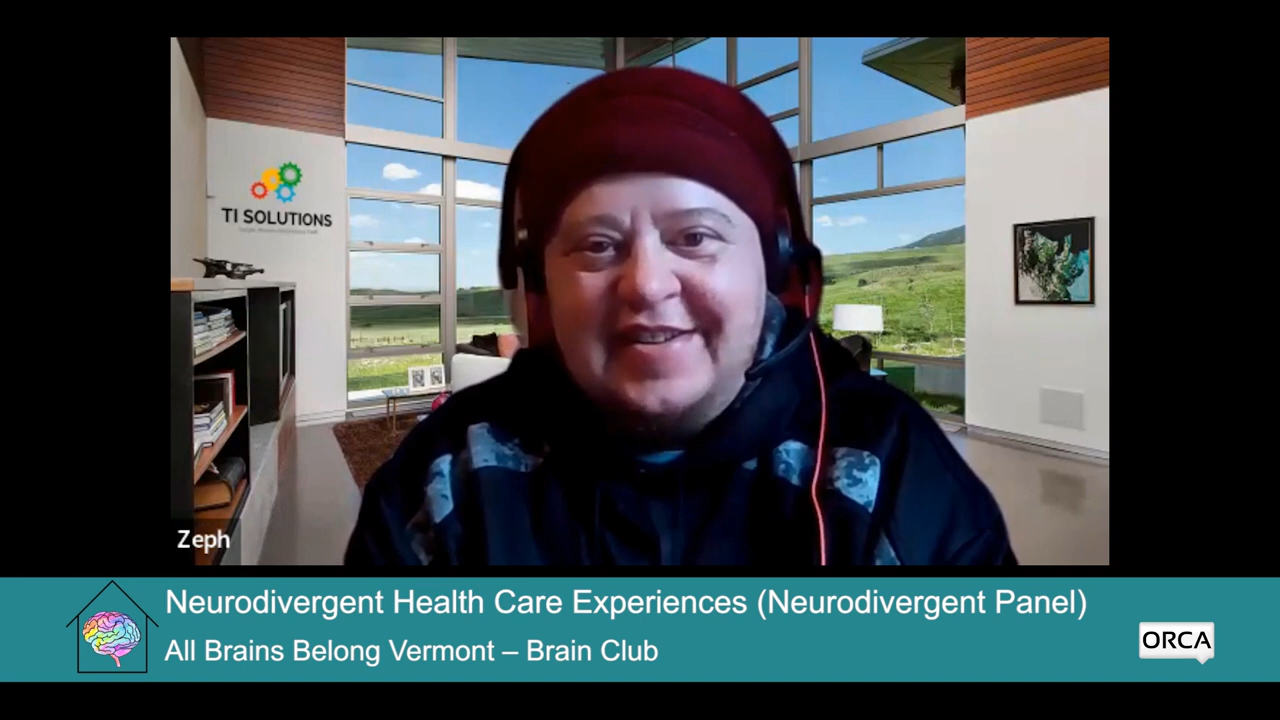 TI SOLUTIONS
Zeph
Neurodivergent Health Care Experiences (Neurodivergent Panel)
All Brains Belong Vermont – Brain Club
ORCA